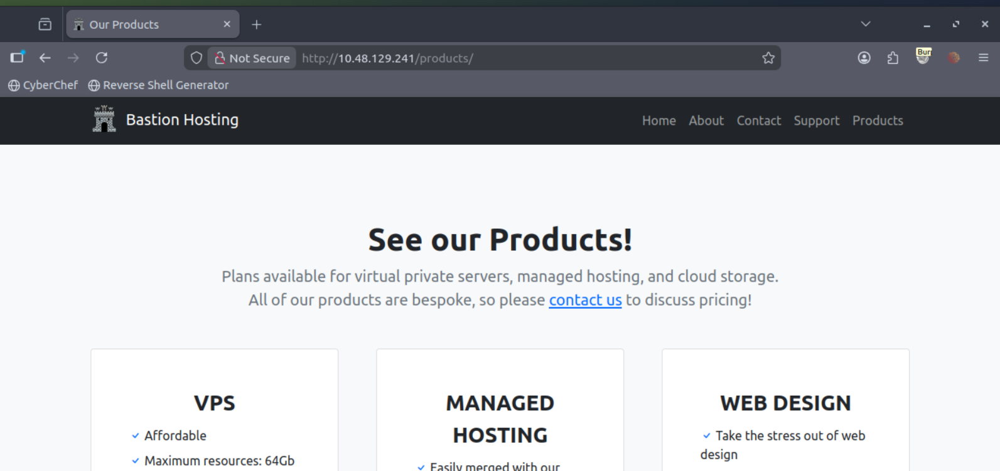 Our Products
Not Secure
http://10.48.129.241/products/
Burr
CyberChef
Reverse Shell Generator
Bastion Hosting
Home
About
Contact
Support
Products
See our Products!
Plans available for virtual private servers, managed hosting, and cloud storage.
All of our products are bespoke, so please contact us to discuss pricing!
VPS
Affordable
Maximum resources: 64Gb
MANAGED
HOSTING
Easily merged with our
WEB DESIGN
Take the stress out of web
design